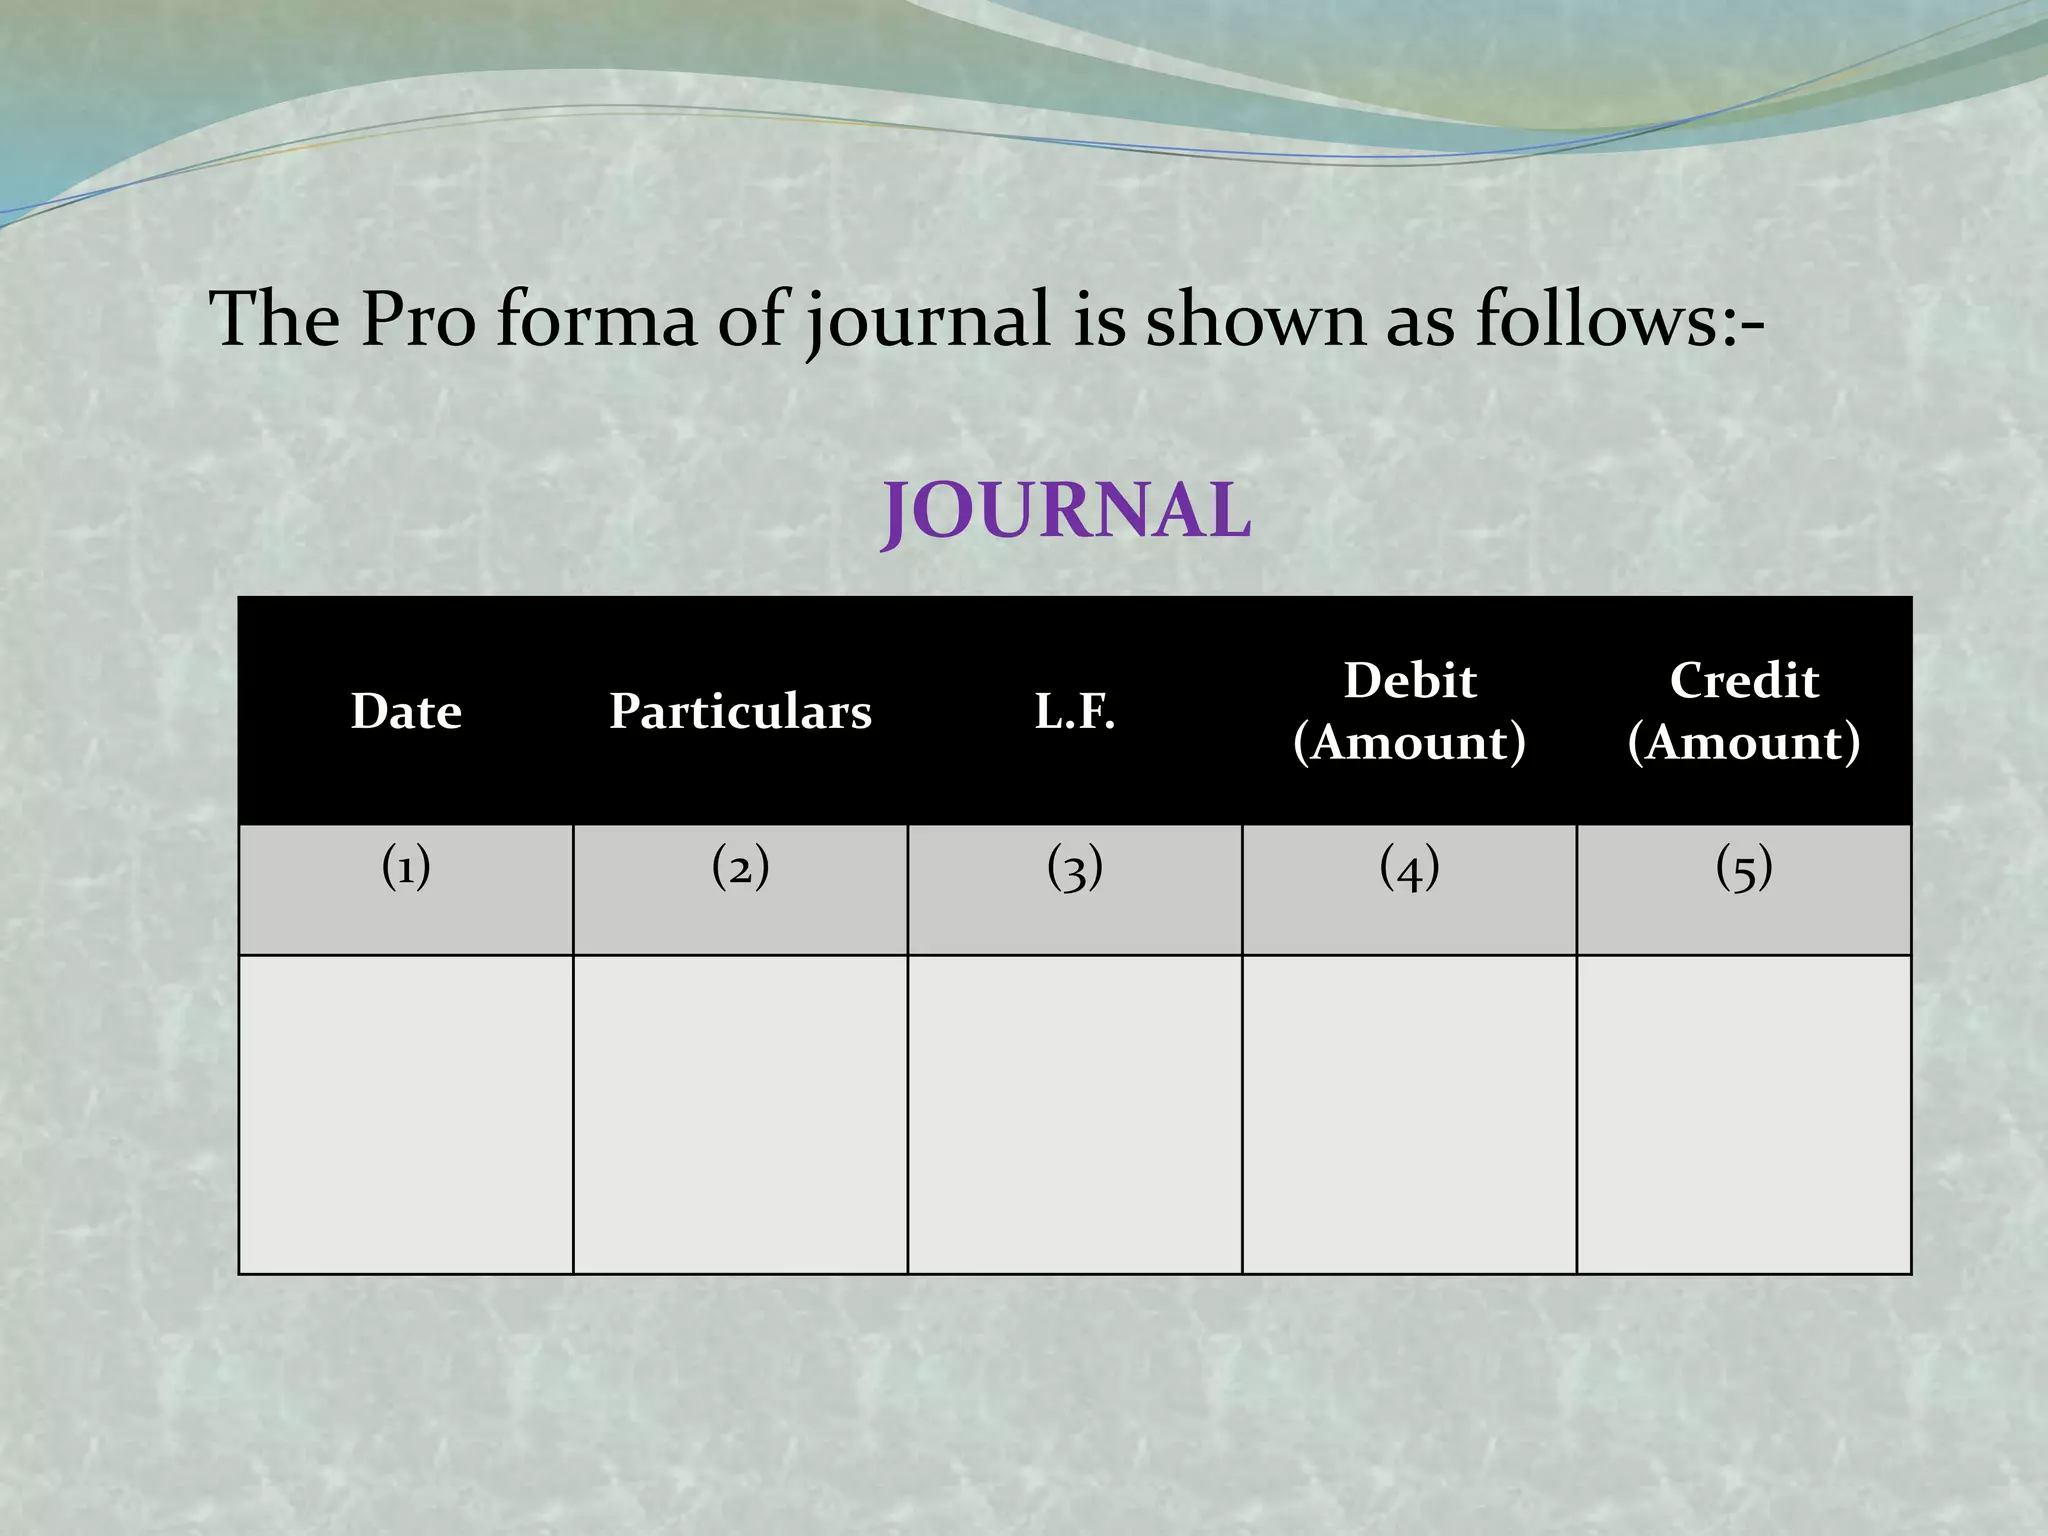 The Pro forma of journal is shown as follows:-
JOURNAL
Date Particulars L.F. Debit (Amount) Credit (Amount)
(1) (2) (3) (4) (5)